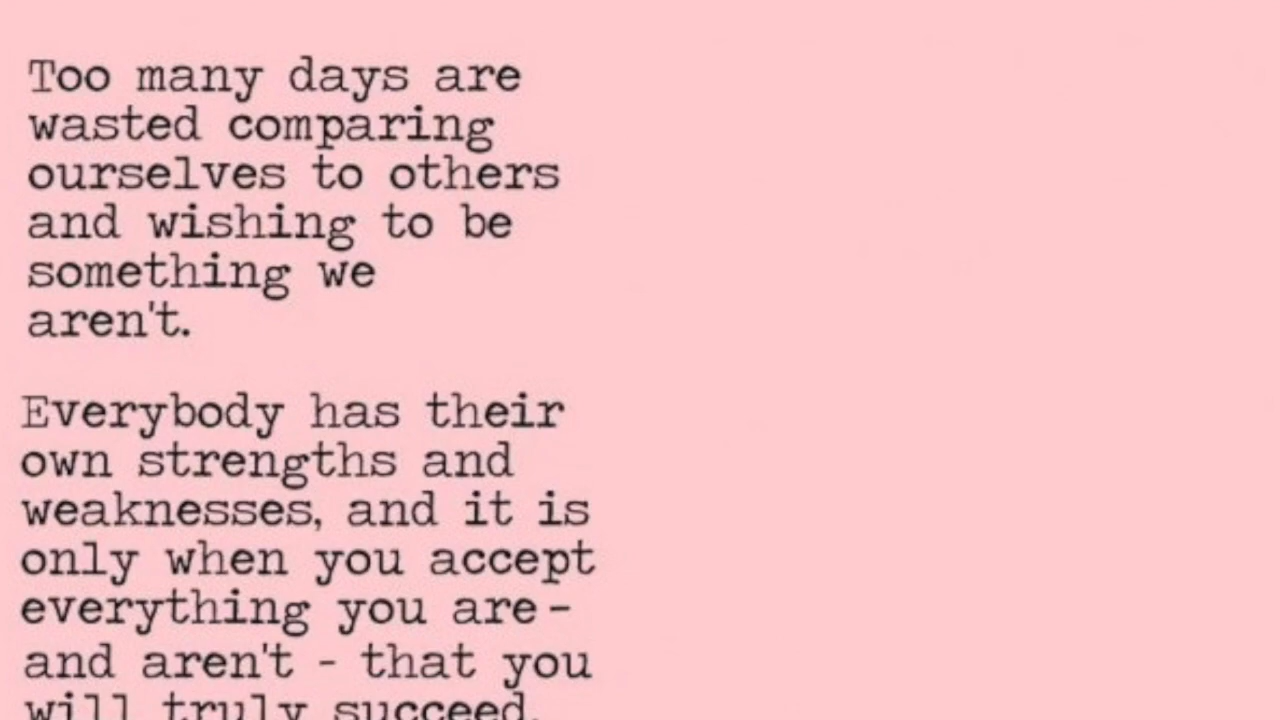 Too many days are
wasted comparing
ourselves to others
and wishing to be
something we
aren't.
Everybody has their
own strengths and
weaknesses, and it is
only when you accept
everything you are-
and aren't - that you
will truly succeed.